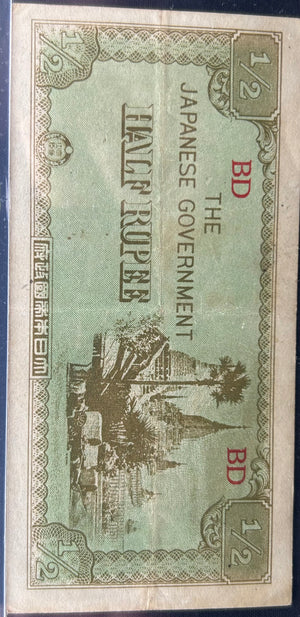 1/2
1/2
BD
BD
THE
JAPANESE GOVERNMENT
HALF RUPEE
大日本帝國政府
1/2
1/2